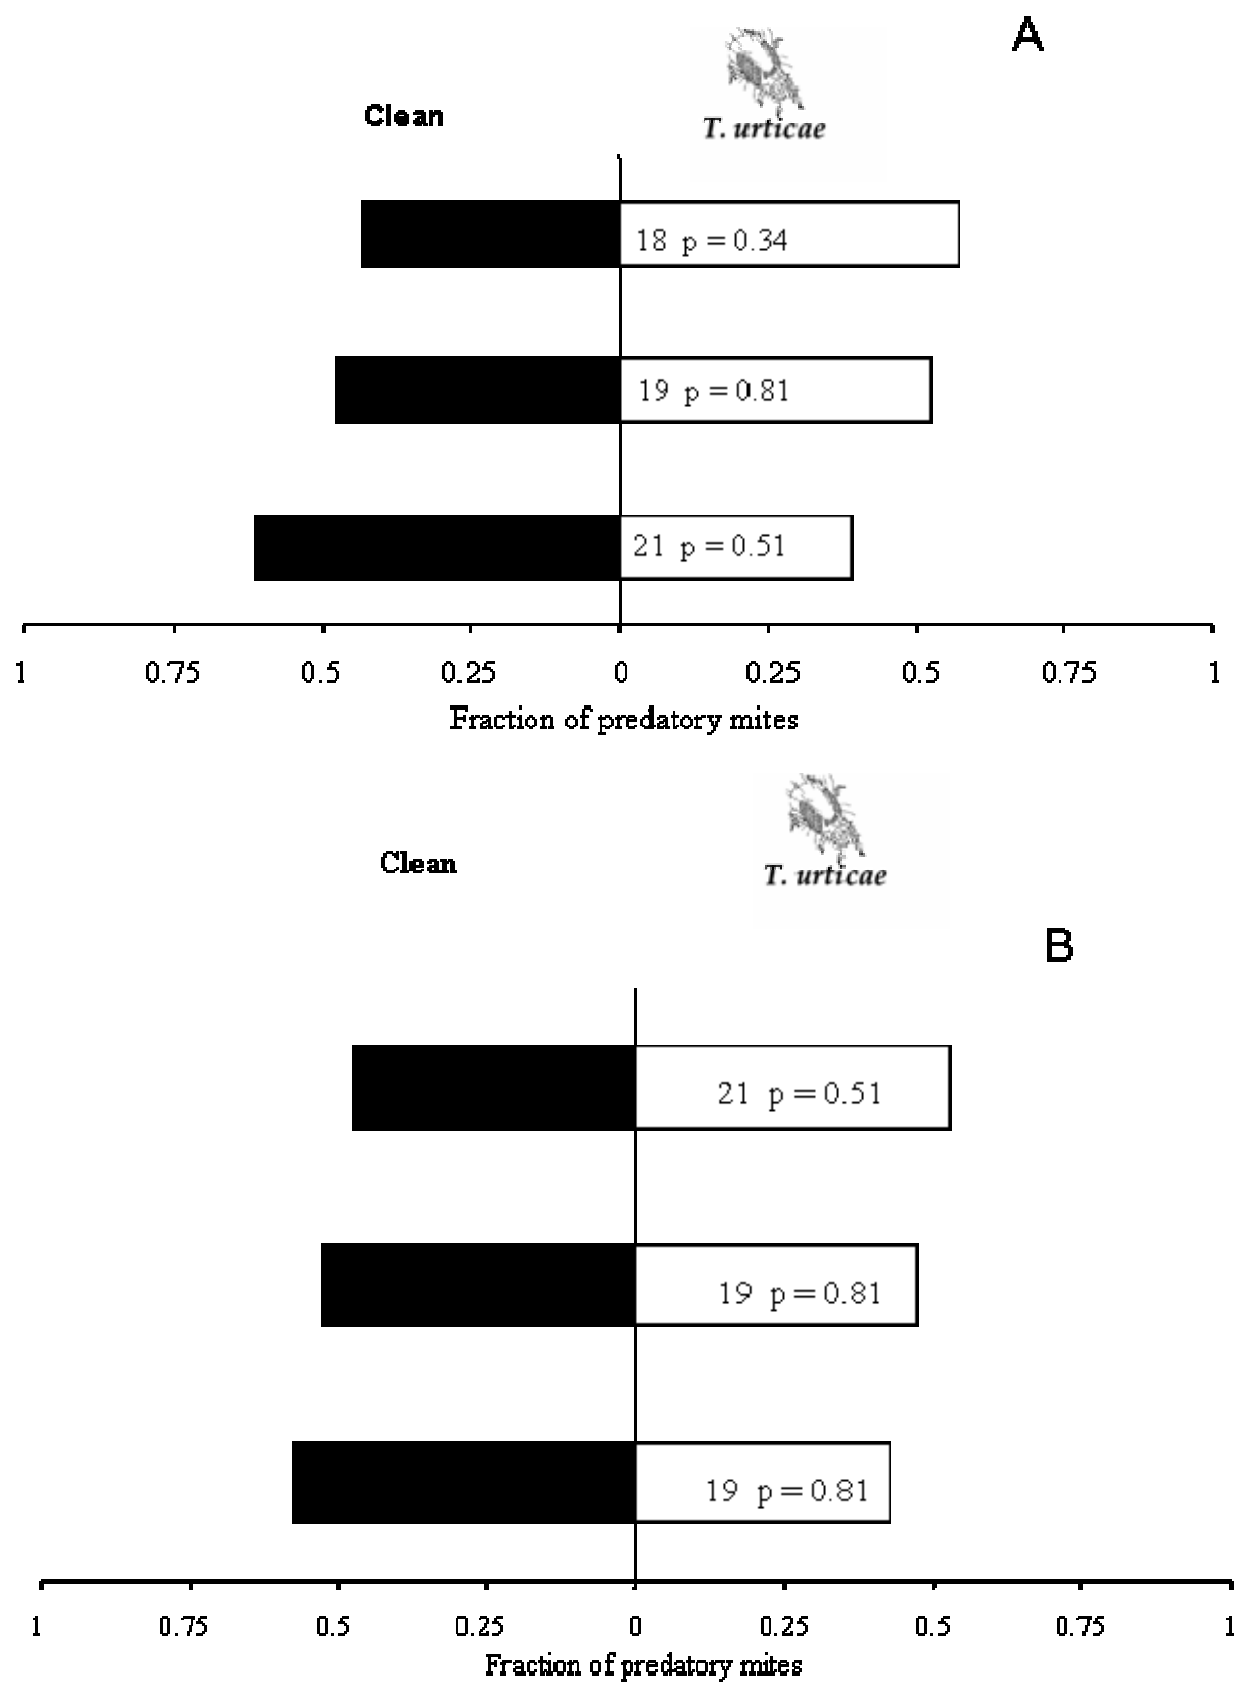 A
Clean
T. urticae
18 p = 0.34
19 p = 0.81
21 p = 0.51
1 0.75 0.5 0.25 0 0.25 0.5 0.75 1
Fraction of predatory mites
Clean
T. urticae
B
21 p = 0.51
19 p = 0.81
19 p = 0.81
1 0.75 0.5 0.25 0 0.25 0.5 0.75 1
Fraction of predatory mites